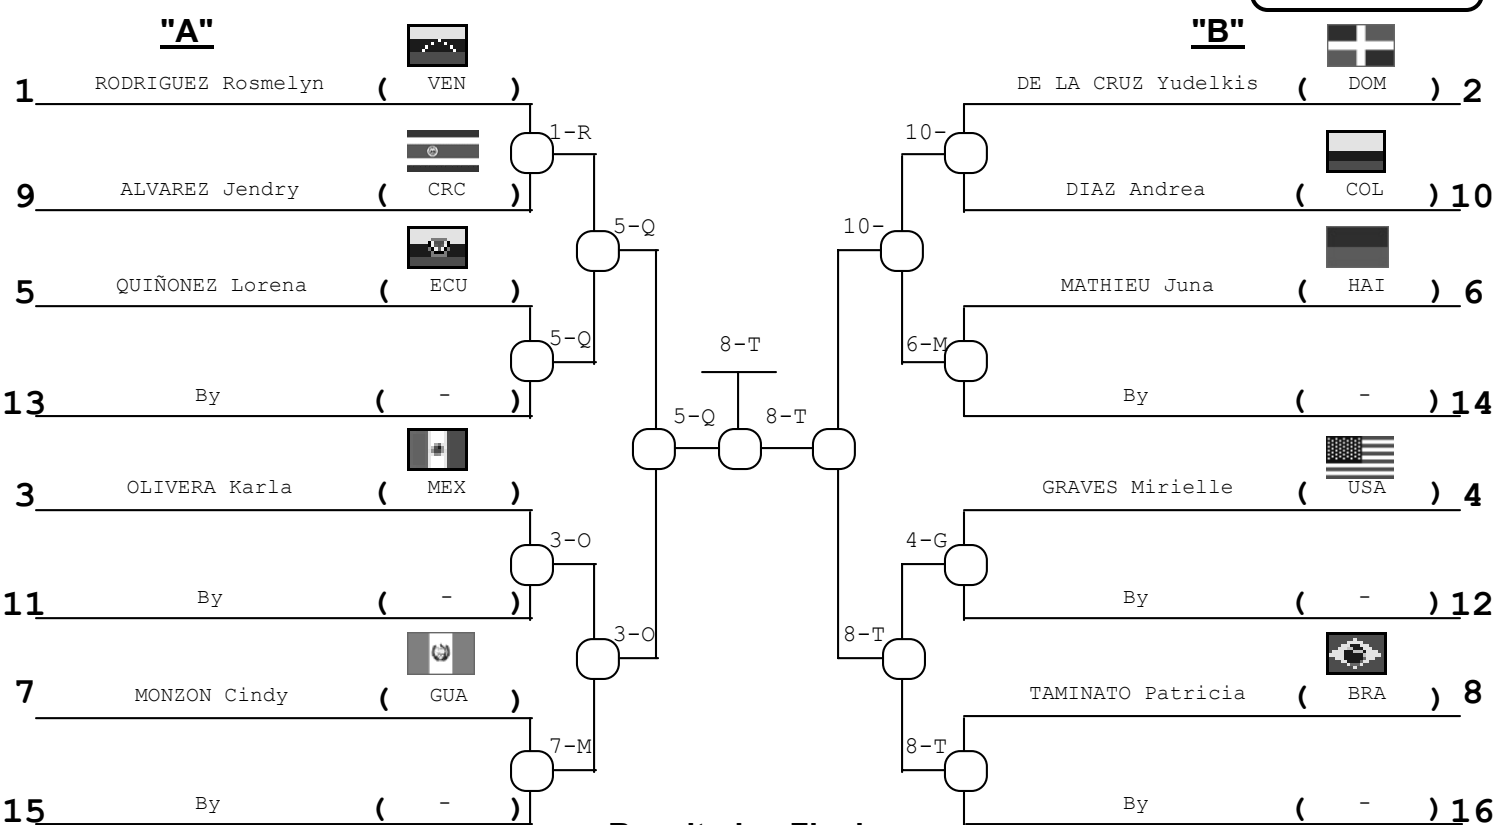 "A"
"B"
1 RODRIGUEZ Rosmelyn ( VEN )
DE LA CRUZ Yudelkis ( DOM ) 2
1-R
10-
9 ALVAREZ Jendry ( CRC )
DIAZ Andrea ( COL ) 10
5-Q
10-
5 QUIÑONEZ Lorena ( ECU )
MATHIEU Juna ( HAI ) 6
5-Q
8-T
6-M
13 By ( - )
By ( - ) 14
5-Q
8-T
3 OLIVERA Karla ( MEX )
GRAVES Mirielle ( USA ) 4
3-O
4-G
11 By ( - )
By ( - ) 12
3-O
8-T
7 MONZON Cindy ( GUA )
TAMINATO Patricia ( BRA ) 8
7-M
8-T
15 By ( - )
By ( - ) 16